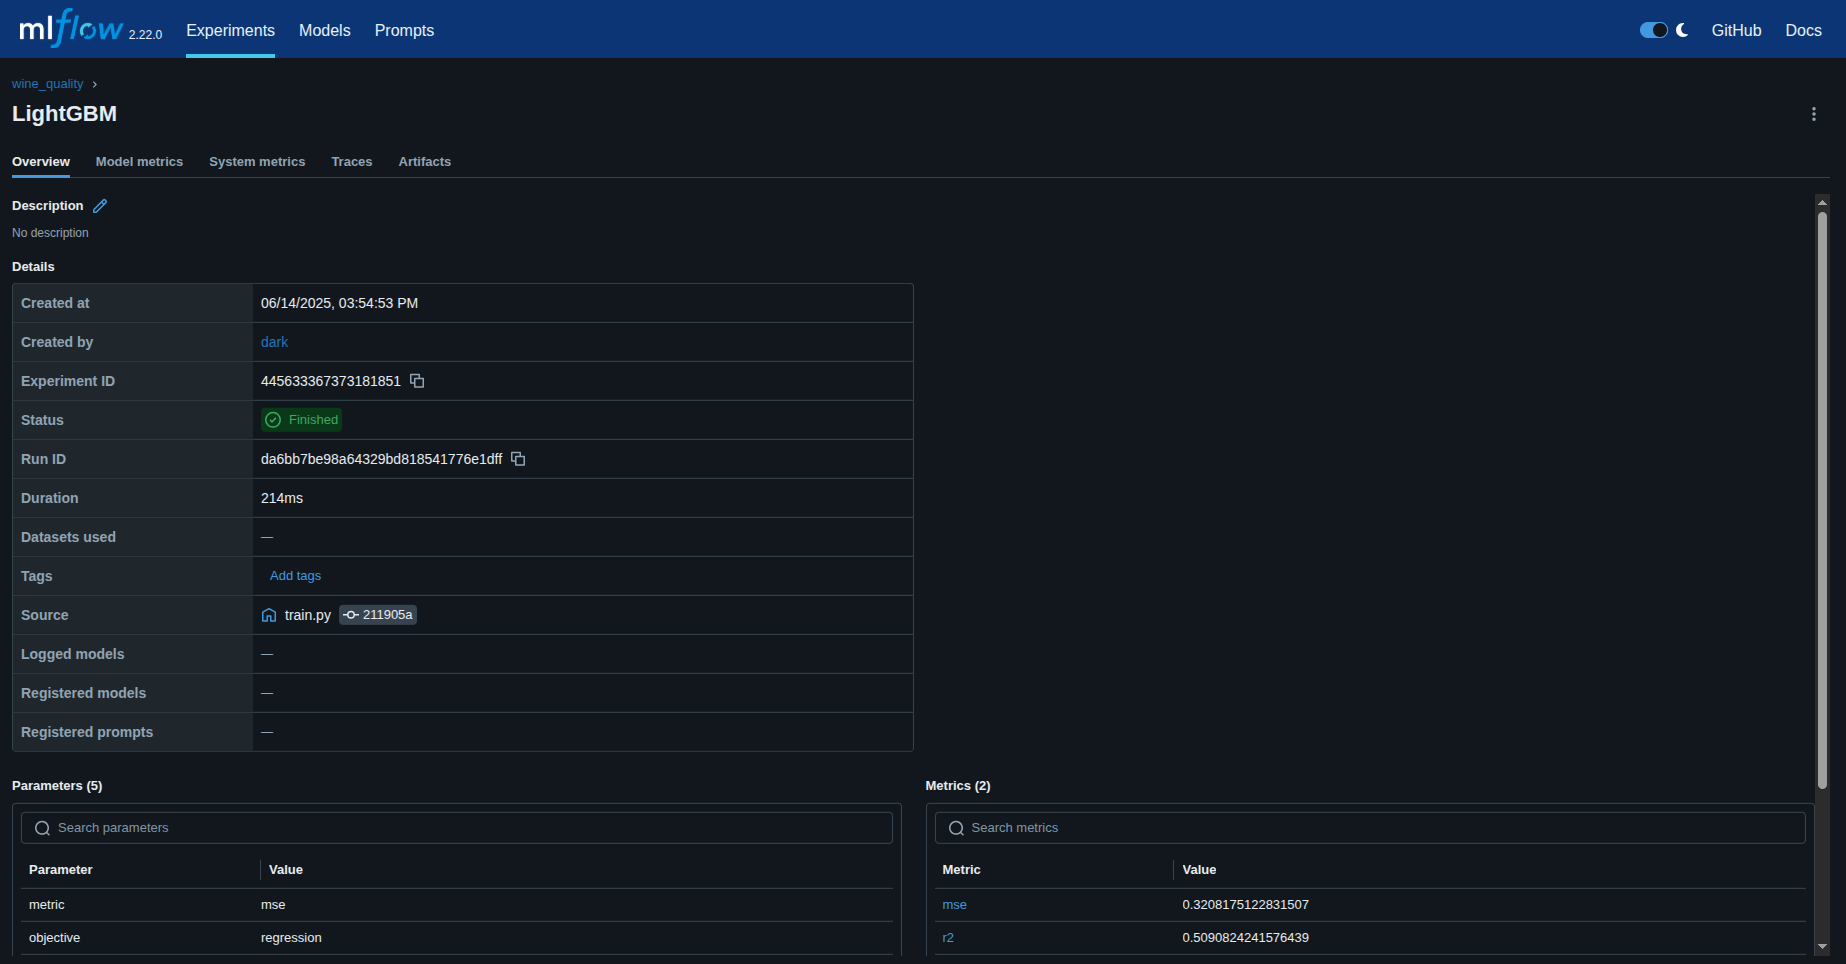 mlflow 2.22.0 Experiments Models Prompts GitHub Docs
wine_quality
LightGBM
Overview Model metrics System metrics Traces Artifacts
Description
No description
Details
Created at 06/14/2025, 03:54:53 PM
Created by dark
Experiment ID 445633367373181851
Status Finished
Run ID da6bb7be98a64329bd818541776e1dff
Duration 214ms
Datasets used —
Tags Add tags
Source train.py 211905a
Logged models —
Registered models —
Registered prompts —
Parameters (5)
Search parameters
Parameter Value
metric mse
objective regression
Metrics (2)
Search metrics
Metric Value
mse 0.3208175122831507
r2 0.5090824241576439